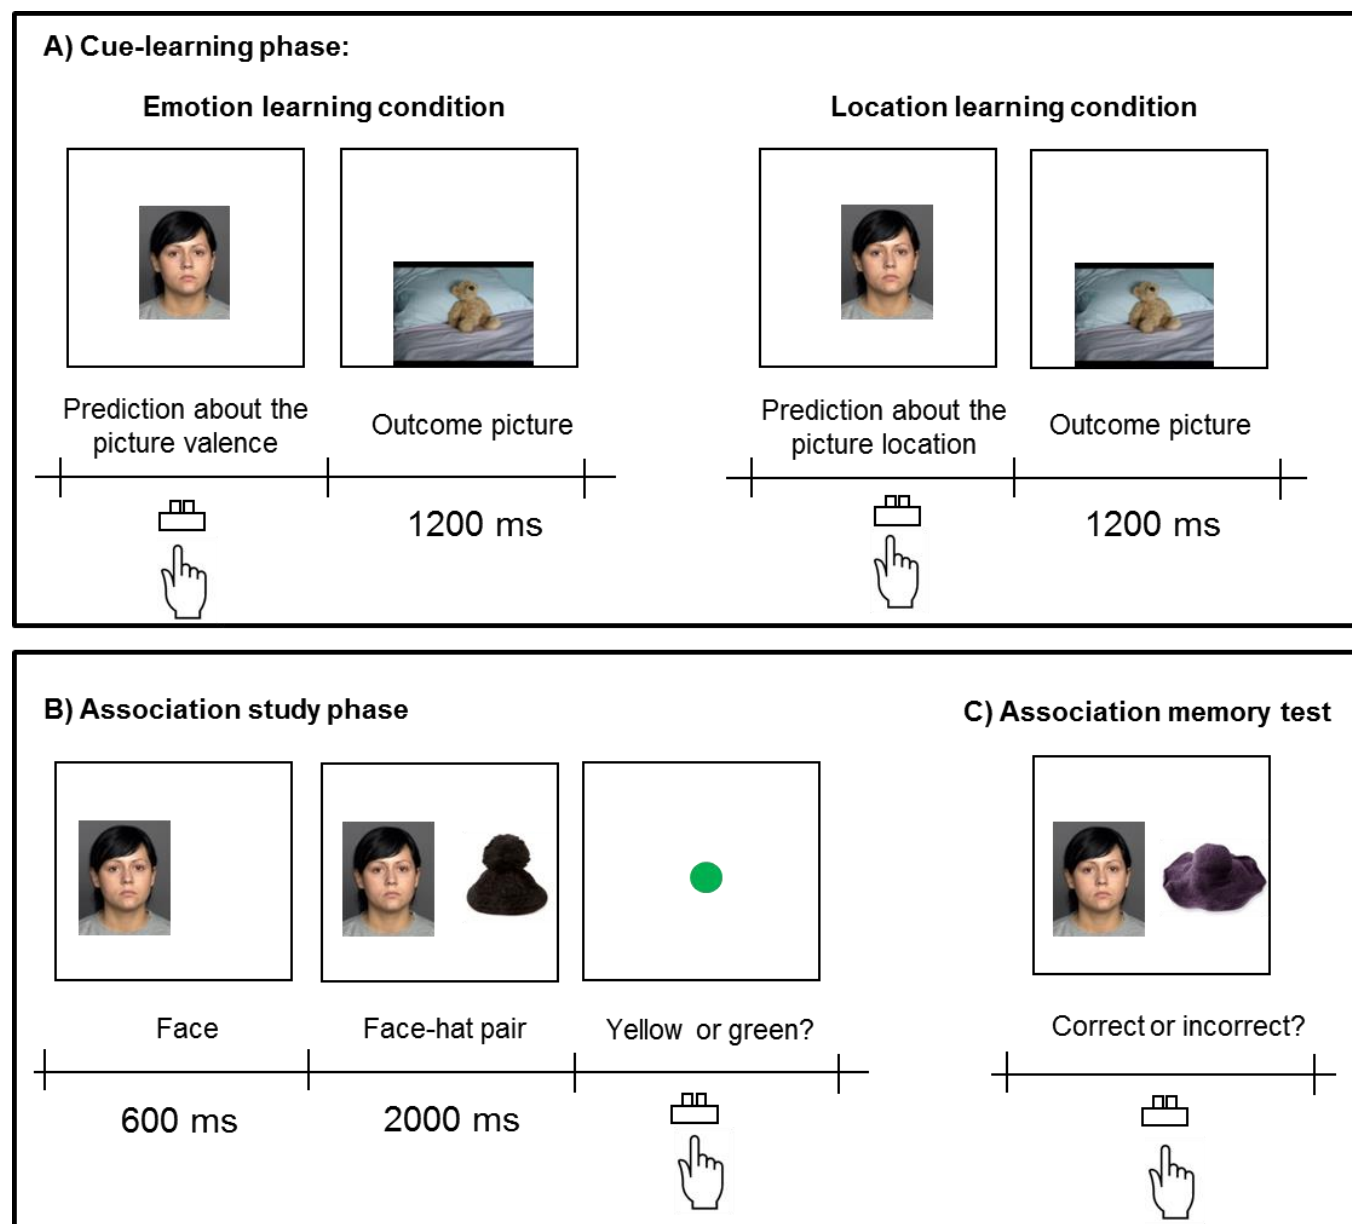 A) Cue-learning phase:
Emotion learning condition
Location learning condition
Prediction about the
picture valence
Outcome picture
Prediction about the
picture location
Outcome picture
1200 ms
1200 ms
B) Association study phase
C) Association memory test
Face
Face-hat pair
Yellow or green?
Correct or incorrect?
600 ms
2000 ms